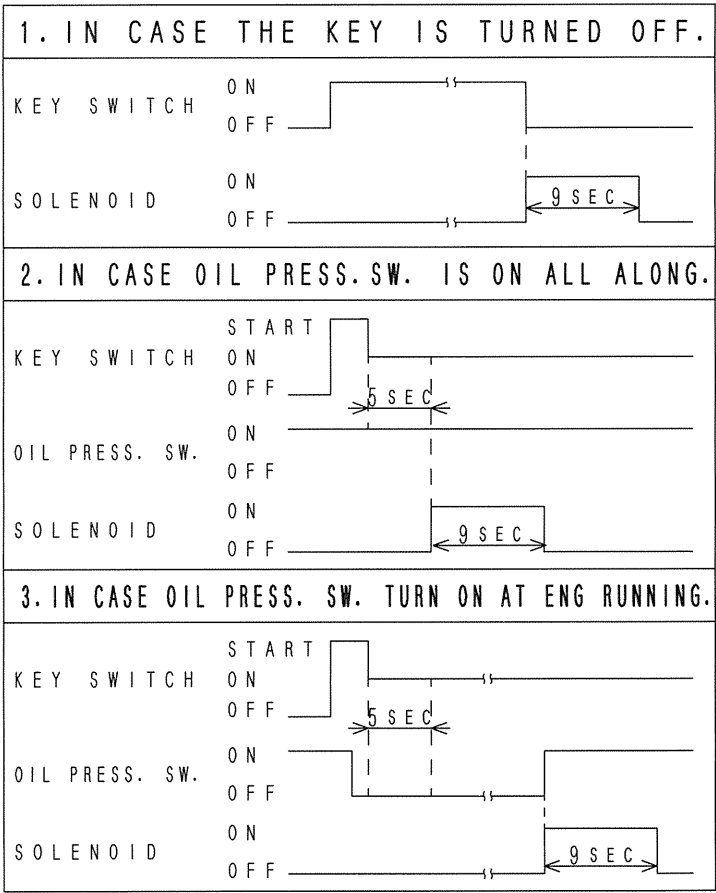 1. IN CASE THE KEY IS TURNED OFF.
KEY SWITCH
ON
OFF
SOLENOID
ON
OFF
9 SEC
2. IN CASE OIL PRESS. SW. IS ON ALL ALONG.
KEY SWITCH
START
ON
OFF
5 SEC
OIL PRESS. SW.
ON
OFF
SOLENOID
ON
OFF
9 SEC
3. IN CASE OIL PRESS. SW. TURN ON AT ENG RUNNING.
KEY SWITCH
START
ON
OFF
5 SEC
OIL PRESS. SW.
ON
OFF
SOLENOID
ON
OFF
9 SEC